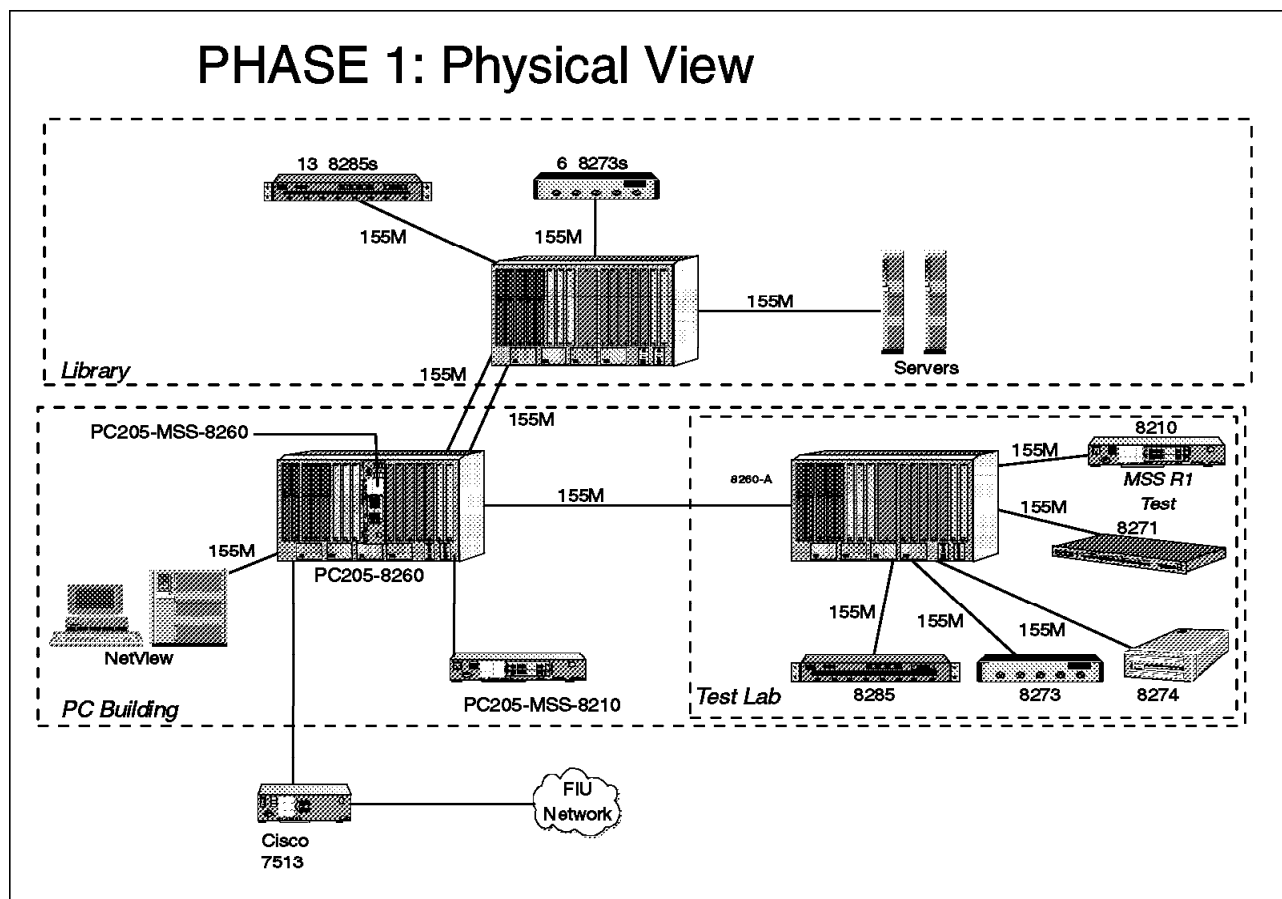 PHASE 1: Physical View
13 8285s
6 8273s
155M
155M
155M
Servers
Library
155M
155M
PC205-MSS-8260
8210
155M
MSS R1
Test
8260-A
155M
155M
8271
155M
PC205-8260
NetView
155M
155M
155M
8285
8273
8274
PC205-MSS-8210
PC Building
Test Lab
FIU
Network
Cisco
7513